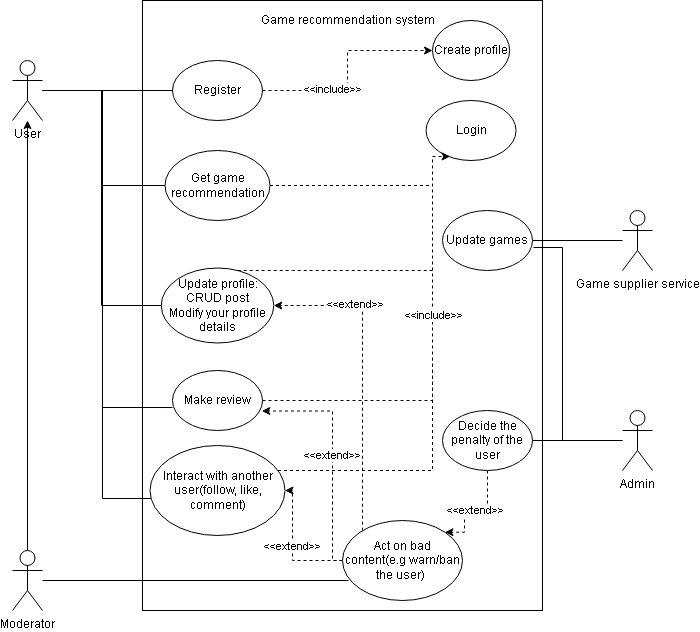 Game recommendation system
Create profile
Register
<<include>>
User
Login
Get game
recommendation
Update games
Game supplier service
Update profile:
CRUD post
Modify your profile
details
<<extend>>
<<include>>
Make review
Decide the
penalty of the
user
<<extend>>
Interact with another
user(follow, like,
comment)
Admin
<<extend>>
<<extend>>
Act on bad
content(e.g warn/ban
the user)
Moderator